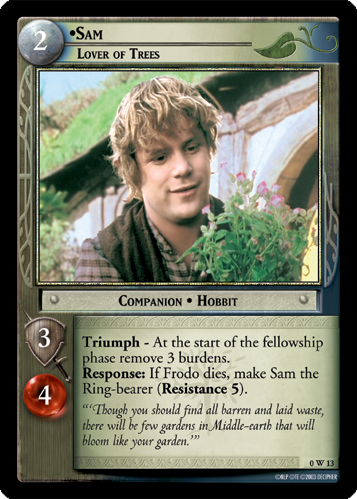 2
•Sam
Lover of Trees
Companion • Hobbit
3
4
Triumph - At the start of the fellowship
phase remove 3 burdens.
Response: If Frodo dies, make Sam the
Ring-bearer (Resistance 5).
“‘Though you should find all barren and laid waste,
there will be few gardens in Middle-earth that will
bloom like your garden.’”
0 W 13